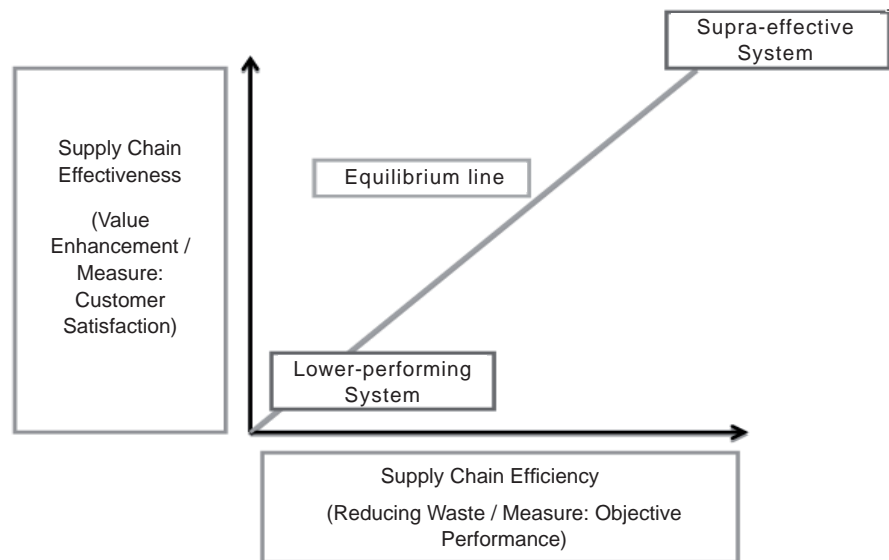 Supra-effective
System
Supply Chain
Effectiveness
(Value
Enhancement /
Measure:
Customer
Satisfaction)
Equilibrium line
Lower-performing
System
Supply Chain Efficiency
(Reducing Waste / Measure: Objective
Performance)